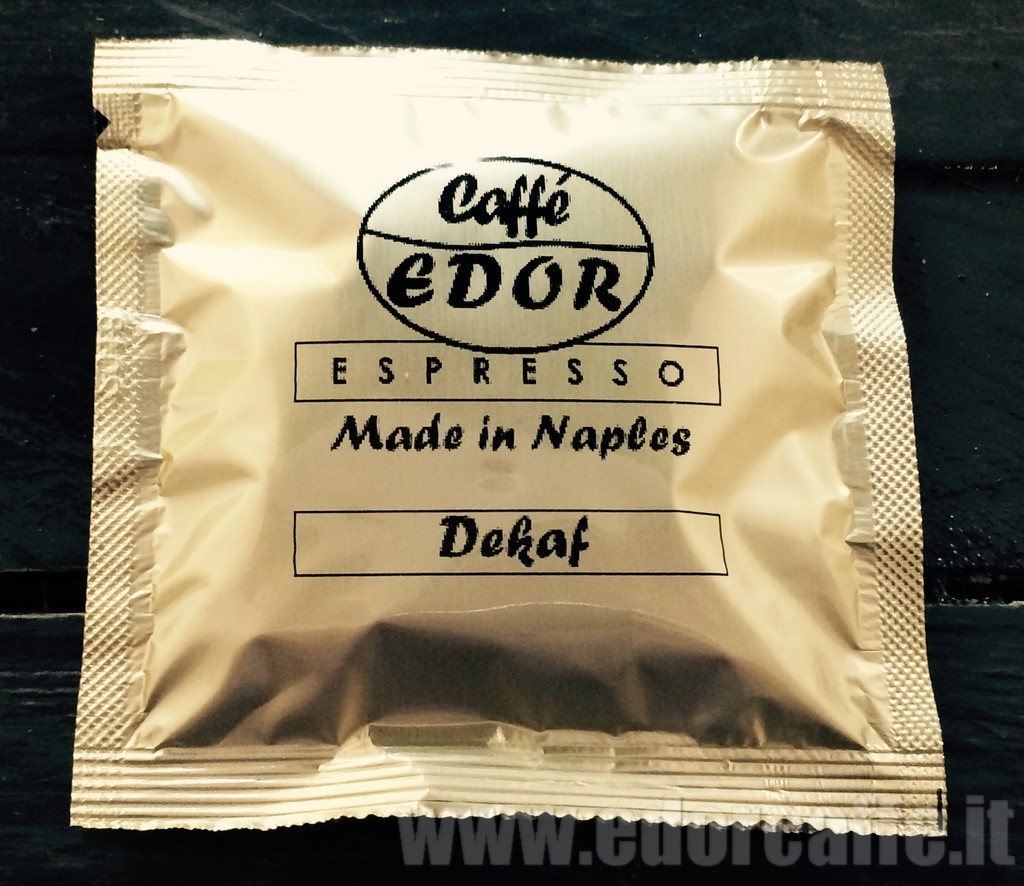 Caffé
EDOR
ESPRESSO
Made in Naples
Dekaf
www.edorcaffe.it